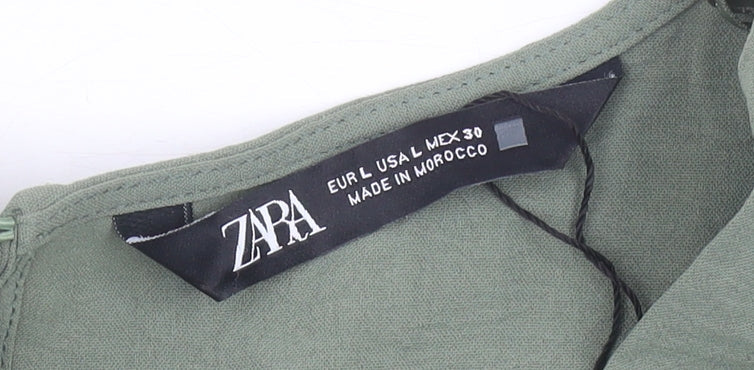 ZARA
EUR L USA L MEX 30
MADE IN MOROCCO